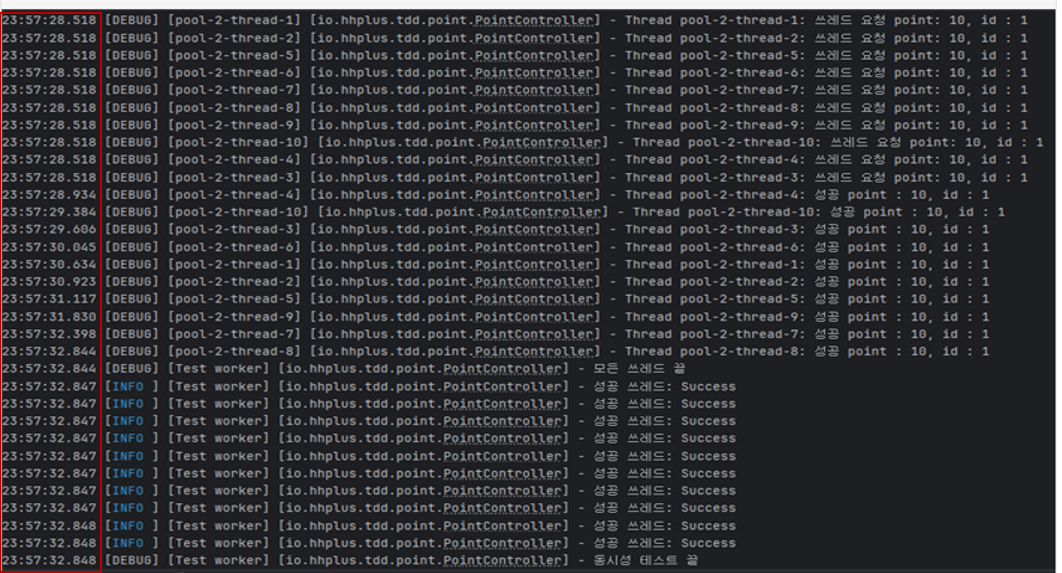 23:57:28.518 [DEBUG] [pool-2-thread-1] [io.hhplus.tdd.point.PointController] - Thread pool-2-thread-1: 쓰레드 요청 point: 10, id : 1
23:57:28.518 [DEBUG] [pool-2-thread-2] [io.hhplus.tdd.point.PointController] - Thread pool-2-thread-2: 쓰레드 요청 point: 10, id : 1
23:57:28.518 [DEBUG] [pool-2-thread-5] [io.hhplus.tdd.point.PointController] - Thread pool-2-thread-5: 쓰레드 요청 point: 10, id : 1
23:57:28.518 [DEBUG] [pool-2-thread-6] [io.hhplus.tdd.point.PointController] - Thread pool-2-thread-6: 쓰레드 요청 point: 10, id : 1
23:57:28.518 [DEBUG] [pool-2-thread-7] [io.hhplus.tdd.point.PointController] - Thread pool-2-thread-7: 쓰레드 요청 point: 10, id : 1
23:57:28.518 [DEBUG] [pool-2-thread-8] [io.hhplus.tdd.point.PointController] - Thread pool-2-thread-8: 쓰레드 요청 point: 10, id : 1
23:57:28.518 [DEBUG] [pool-2-thread-9] [io.hhplus.tdd.point.PointController] - Thread pool-2-thread-9: 쓰레드 요청 point: 10, id : 1
23:57:28.518 [DEBUG] [pool-2-thread-10] [io.hhplus.tdd.point.PointController] - Thread pool-2-thread-10: 쓰레드 요청 point: 10, id : 1
23:57:28.518 [DEBUG] [pool-2-thread-4] [io.hhplus.tdd.point.PointController] - Thread pool-2-thread-4: 쓰레드 요청 point: 10, id : 1
23:57:28.518 [DEBUG] [pool-2-thread-3] [io.hhplus.tdd.point.PointController] - Thread pool-2-thread-3: 쓰레드 요청 point: 10, id : 1
23:57:28.934 [DEBUG] [pool-2-thread-4] [io.hhplus.tdd.point.PointController] - Thread pool-2-thread-4: 성공 point : 10, id : 1
23:57:29.384 [DEBUG] [pool-2-thread-10] [io.hhplus.tdd.point.PointController] - Thread pool-2-thread-10: 성공 point : 10, id : 1
23:57:29.606 [DEBUG] [pool-2-thread-3] [io.hhplus.tdd.point.PointController] - Thread pool-2-thread-3: 성공 point : 10, id : 1
23:57:30.045 [DEBUG] [pool-2-thread-6] [io.hhplus.tdd.point.PointController] - Thread pool-2-thread-6: 성공 point : 10, id : 1
23:57:30.634 [DEBUG] [pool-2-thread-1] [io.hhplus.tdd.point.PointController] - Thread pool-2-thread-1: 성공 point : 10, id : 1
23:57:30.923 [DEBUG] [pool-2-thread-2] [io.hhplus.tdd.point.PointController] - Thread pool-2-thread-2: 성공 point : 10, id : 1
23:57:31.117 [DEBUG] [pool-2-thread-5] [io.hhplus.tdd.point.PointController] - Thread pool-2-thread-5: 성공 point : 10, id : 1
23:57:31.830 [DEBUG] [pool-2-thread-9] [io.hhplus.tdd.point.PointController] - Thread pool-2-thread-9: 성공 point : 10, id : 1
23:57:32.398 [DEBUG] [pool-2-thread-7] [io.hhplus.tdd.point.PointController] - Thread pool-2-thread-7: 성공 point : 10, id : 1
23:57:32.844 [DEBUG] [pool-2-thread-8] [io.hhplus.tdd.point.PointController] - Thread pool-2-thread-8: 성공 point : 10, id : 1
23:57:32.844 [DEBUG] [Test worker] [io.hhplus.tdd.point.PointController] - 모든 쓰레드 끝
23:57:32.847 [INFO ] [Test worker] [io.hhplus.tdd.point.PointController] - 성공 쓰레드: Success
23:57:32.847 [INFO ] [Test worker] [io.hhplus.tdd.point.PointController] - 성공 쓰레드: Success
23:57:32.847 [INFO ] [Test worker] [io.hhplus.tdd.point.PointController] - 성공 쓰레드: Success
23:57:32.847 [INFO ] [Test worker] [io.hhplus.tdd.point.PointController] - 성공 쓰레드: Success
23:57:32.847 [INFO ] [Test worker] [io.hhplus.tdd.point.PointController] - 성공 쓰레드: Success
23:57:32.847 [INFO ] [Test worker] [io.hhplus.tdd.point.PointController] - 성공 쓰레드: Success
23:57:32.847 [INFO ] [Test worker] [io.hhplus.tdd.point.PointController] - 성공 쓰레드: Success
23:57:32.847 [INFO ] [Test worker] [io.hhplus.tdd.point.PointController] - 성공 쓰레드: Success
23:57:32.848 [INFO ] [Test worker] [io.hhplus.tdd.point.PointController] - 성공 쓰레드: Success
23:57:32.848 [INFO ] [Test worker] [io.hhplus.tdd.point.PointController] - 성공 쓰레드: Success
23:57:32.848 [DEBUG] [Test worker] [io.hhplus.tdd.point.PointController] - 동시성 테스트 끝